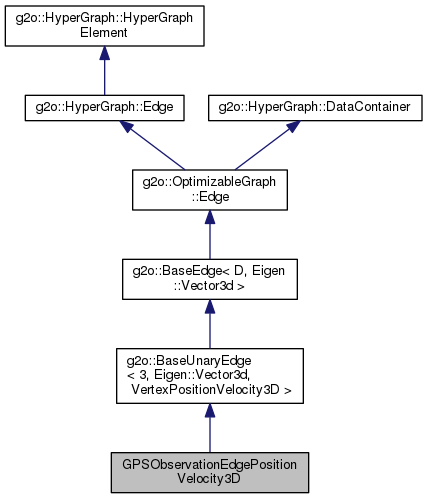 g2o::HyperGraph::HyperGraph
Element
g2o::HyperGraph::Edge
g2o::HyperGraph::DataContainer
g2o::OptimizableGraph
::Edge
g2o::BaseEdge< D, Eigen
::Vector3d >
g2o::BaseUnaryEdge
< 3, Eigen::Vector3d,
VertexPositionVelocity3D >
GPSObservationEdgePosition
Velocity3D